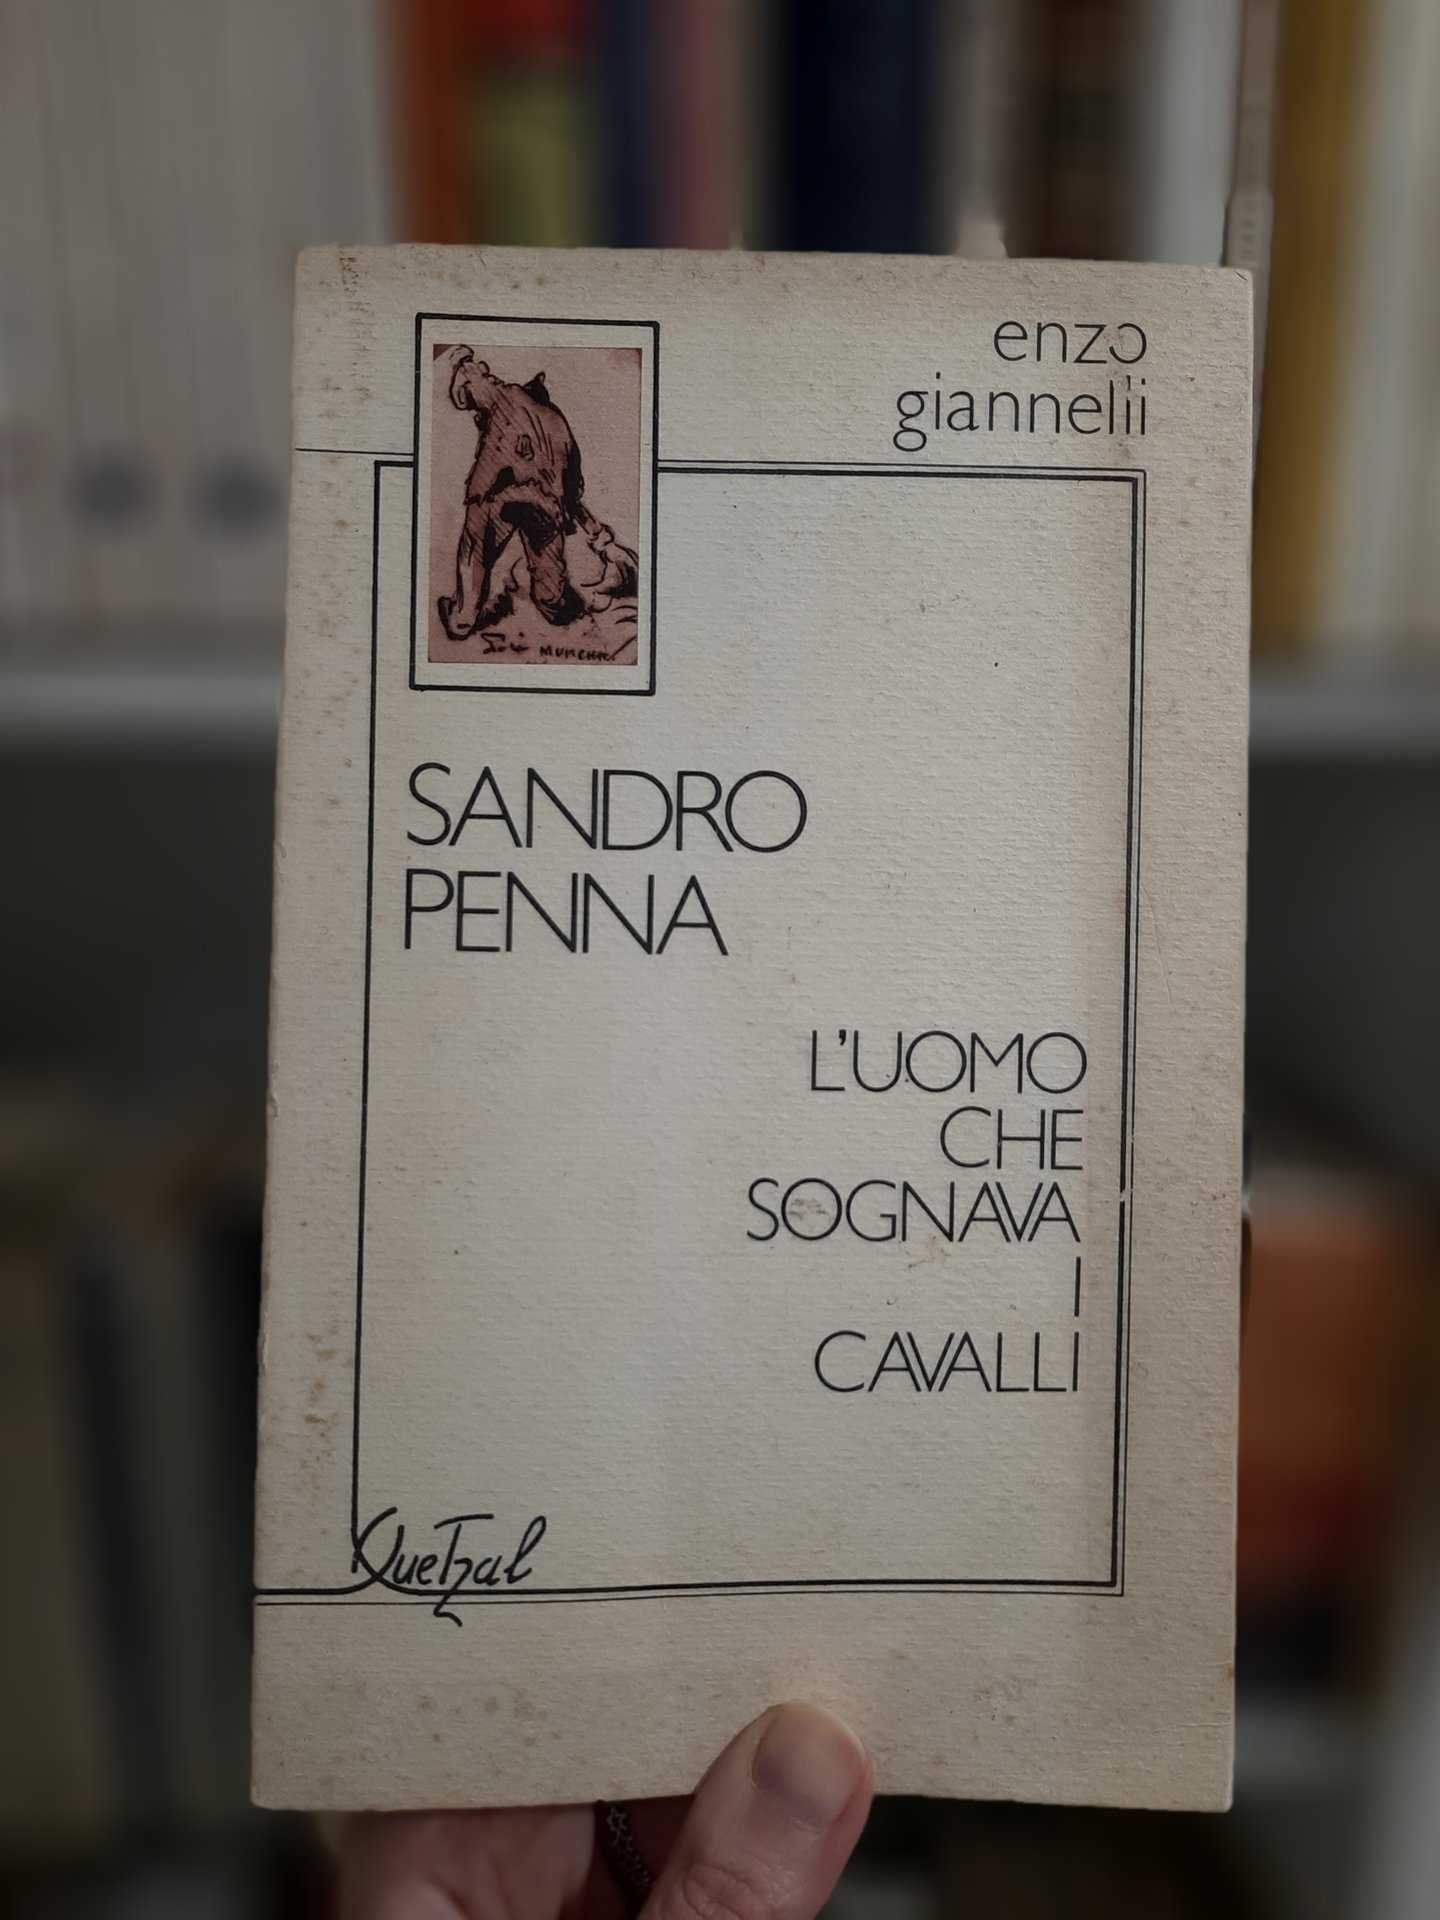 enzo
giannelli
SANDRO
PENNA
L'UOMO
CHE
SOGNAVA
I
CAVALLI
Quetzal